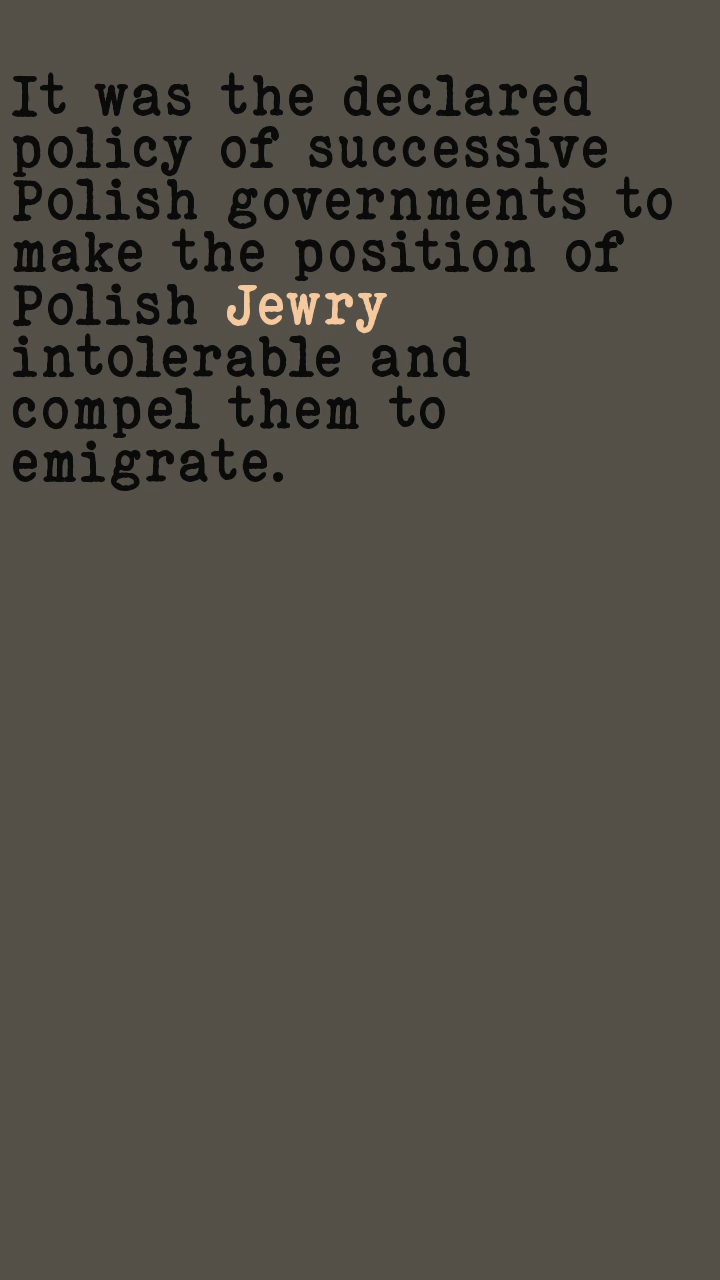 It was the declared
policy of successive
Polish governments to
make the position of
Polish Jewry
intolerable and
compel them to
emigrate.